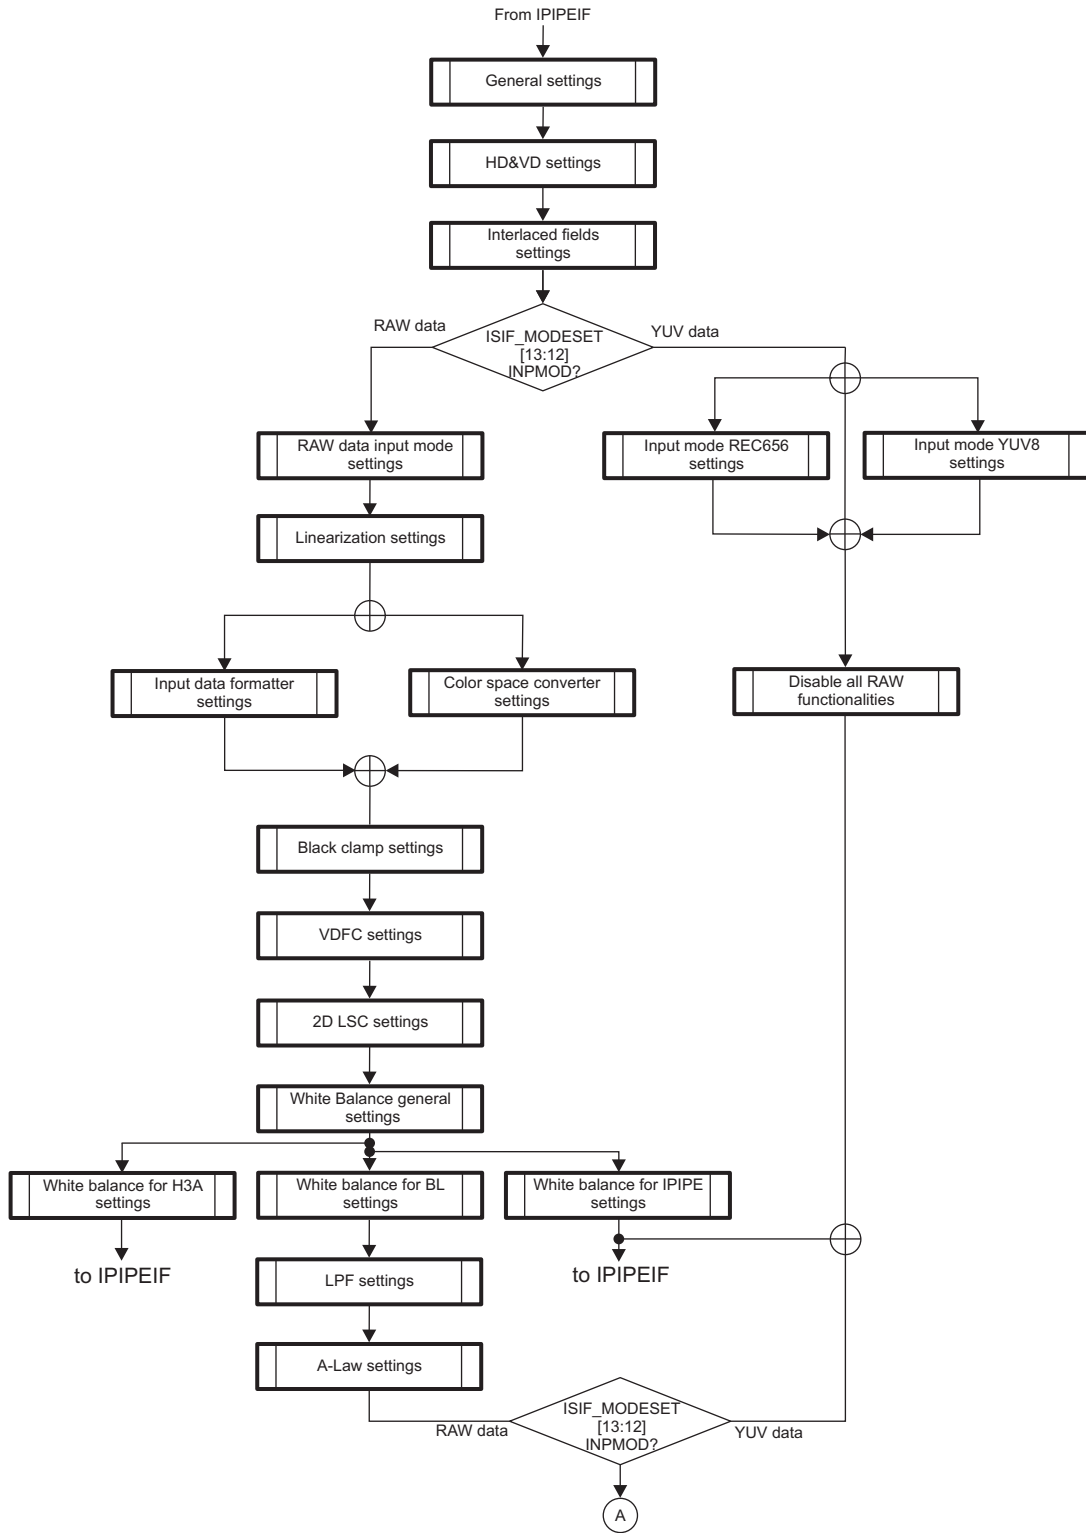 From IPIPEIF
General settings
HD&VD settings
Interlaced fields
settings
RAW data
ISIF_MODESET
[13:12]
INPMOD?
YUV data
RAW data input mode
settings
Input mode REC656
settings
Input mode YUV8
settings
Linearization settings
Input data formatter
settings
Color space converter
settings
Disable all RAW
functionalities
Black clamp settings
VDFC settings
2D LSC settings
White Balance general
settings
White balance for H3A
settings
White balance for BL
settings
White balance for IPIPE
settings
to IPIPEIF
LPF settings
to IPIPEIF
A-Law settings
RAW data
ISIF_MODESET
[13:12]
INPMOD?
YUV data
A